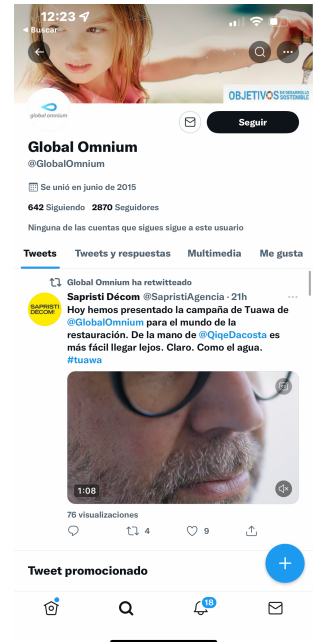 12:23
◄ Buscar
OBJETIVOS DE DESARROLLO SOSTENIBLE
global omnium
Seguir
Global Omnium
@GlobalOmnium
Se unió en junio de 2015
642 Siguiendo 2870 Seguidores
Ninguna de las cuentas que sigues sigue a este usuario
Tweets Tweets y respuestas Multimedia Me gusta
Global Omnium ha retwitteado
SAPRISTI DÉCOM!
Sapristi Décom @SapristiAgencia · 21h
Hoy hemos presentado la campaña de Tuawa de
@GlobalOmnium para el mundo de la
restauración. De la mano de @QiqeDacosta es
más fácil llegar lejos. Claro. Como el agua.
#tuawa
1:08
76 visualizaciones
4 9
Tweet promocionado
18